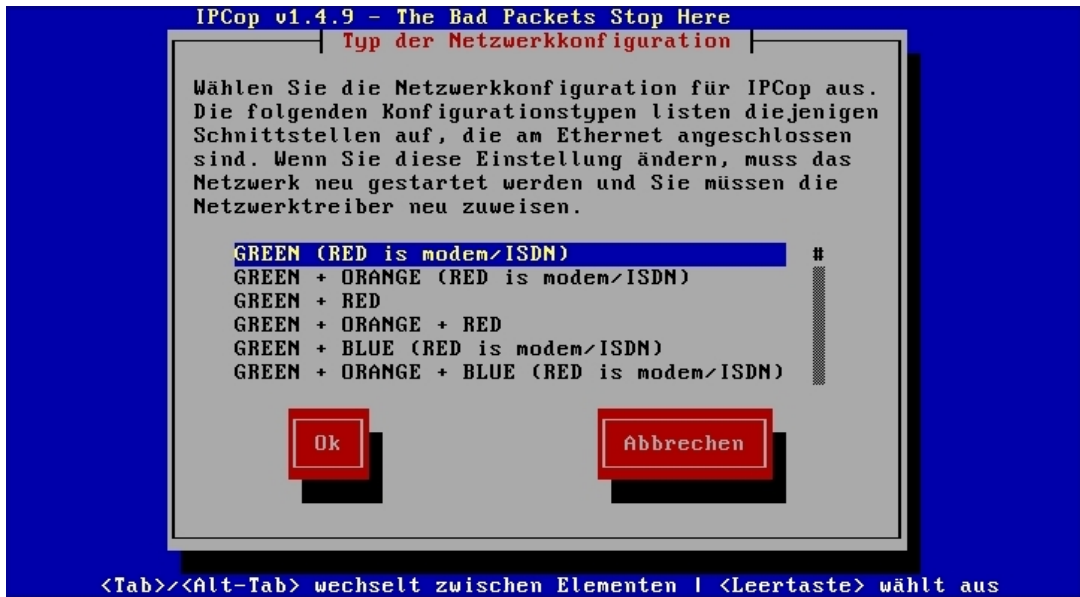 IPCop v1.4.9 - The Bad Packets Stop Here
Typ der Netzwerkkonfiguration
Wählen Sie die Netzwerkkonfiguration für IPCop aus.
Die folgenden Konfigurationstypen listen diejenigen
Schnittstellen auf, die am Ethernet angeschlossen
sind. Wenn Sie diese Einstellung ändern, muss das
Netzwerk neu gestartet werden und Sie müssen die
Netzwerktreiber neu zuweisen.
GREEN (RED is modem/ISDN) #
GREEN + ORANGE (RED is modem/ISDN)
GREEN + RED
GREEN + ORANGE + RED
GREEN + BLUE (RED is modem/ISDN)
GREEN + ORANGE + BLUE (RED is modem/ISDN)
Ok Abbrechen
<Tab>/<Alt-Tab> wechselt zwischen Elementen | <Leertaste> wählt aus